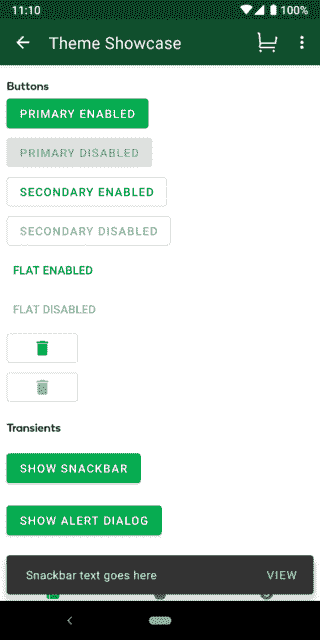 11:10
100%
Theme Showcase
Buttons
PRIMARY ENABLED
PRIMARY DISABLED
SECONDARY ENABLED
SECONDARY DISABLED
FLAT ENABLED
FLAT DISABLED
Transients
SHOW SNACKBAR
SHOW ALERT DIALOG
Snackbar text goes here
VIEW